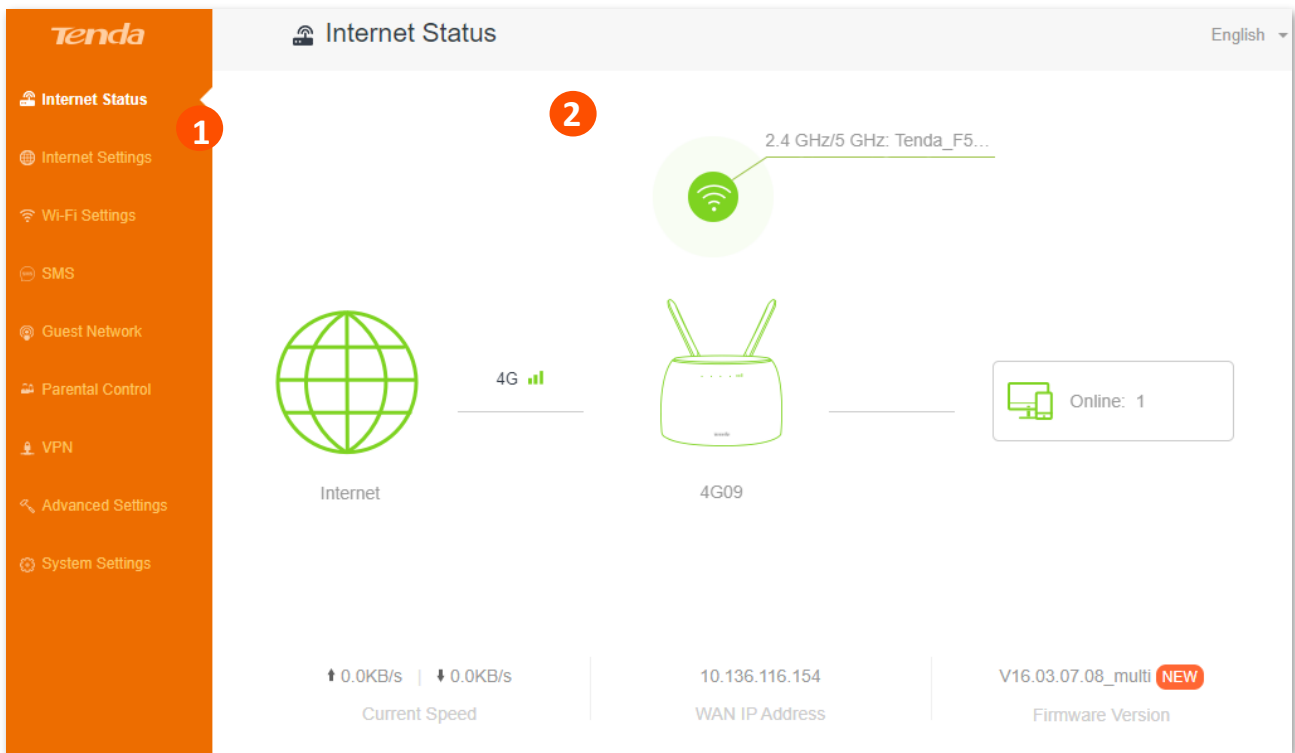 Tenda
Internet Status
English
Internet Status
1
2
Internet Settings
2.4 GHz/5 GHz: Tenda_F5...
Wi-Fi Settings
SMS
Guest Network
Parental Control
VPN
Advanced Settings
System Settings
4G
Online: 1
Internet
4G09
0.0KB/s | 0.0KB/s
Current Speed
10.136.116.154
WAN IP Address
V16.03.07.08_multi NEW
Firmware Version